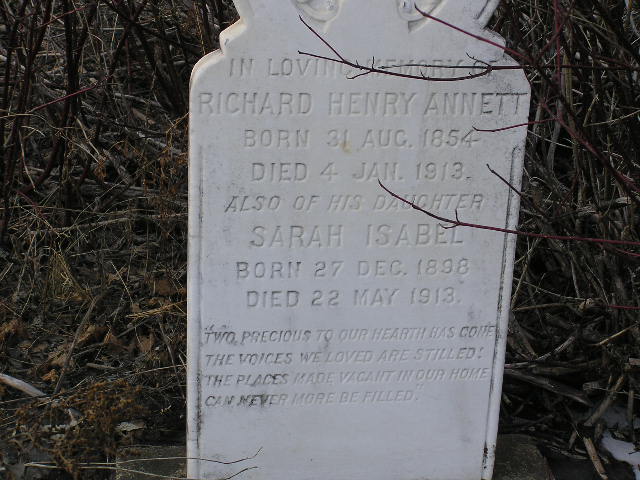 IN LOVING MEMORY OF
RICHARD HENRY ANNETT
BORN 31 AUG. 1854
DIED 4 JAN. 1913.
ALSO OF HIS DAUGHTER
SARAH ISABEL
BORN 27 DEC. 1898
DIED 22 MAY 1913.
"TWO PRECIOUS TO OUR HEARTH HAS GONE
THE VOICES WE LOVED ARE STILLED!
THE PLACES MADE VACANT IN OUR HOME
CAN NEVER MORE BE FILLED."